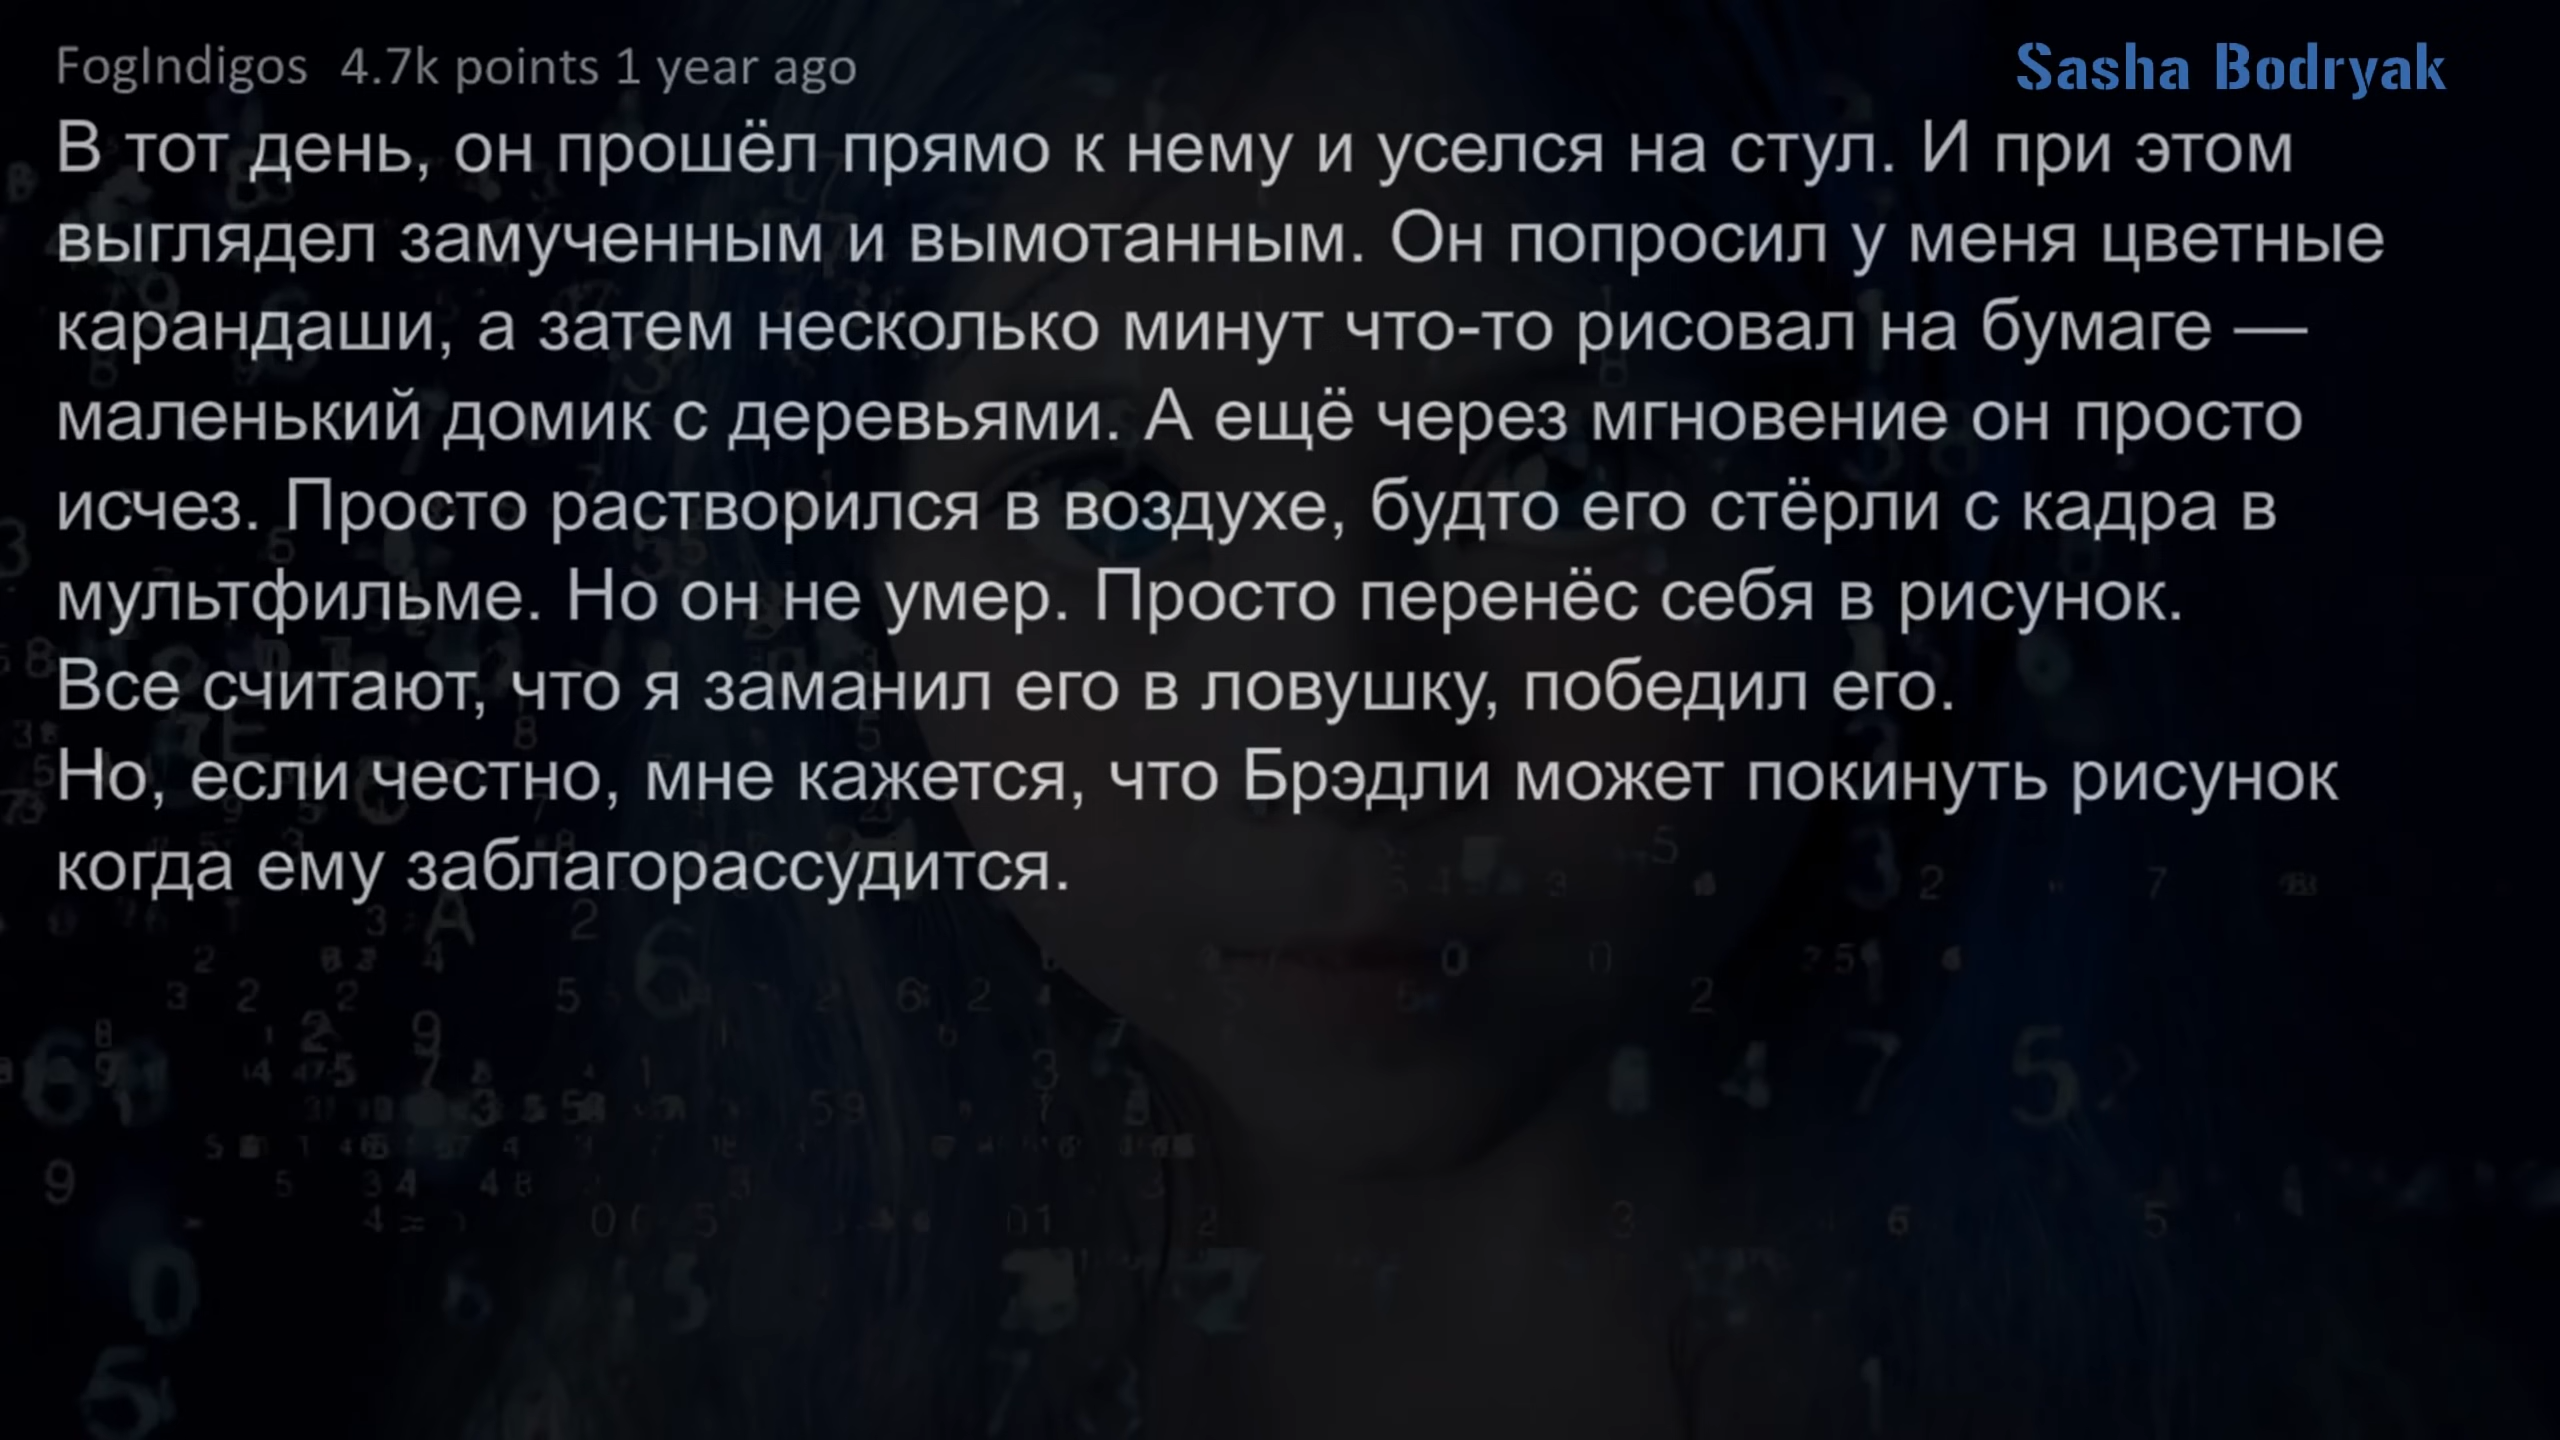 FogIndigos 4.7k points 1 year ago
Sasha Bodryak
В тот день, он прошёл прямо к нему и уселся на стул. И при этом
выглядел замученным и вымотанным. Он попросил у меня цветные
карандаши, а затем несколько минут что-то рисовал на бумаге —
маленький домик с деревьями. А ещё через мгновение он просто
исчез. Просто растворился в воздухе, будто его стёрли с кадра в
мультфильме. Но он не умер. Просто перенёс себя в рисунок.
Все считают, что я заманил его в ловушку, победил его.
Но, если честно, мне кажется, что Брэдли может покинуть рисунок
когда ему заблагорассудится.